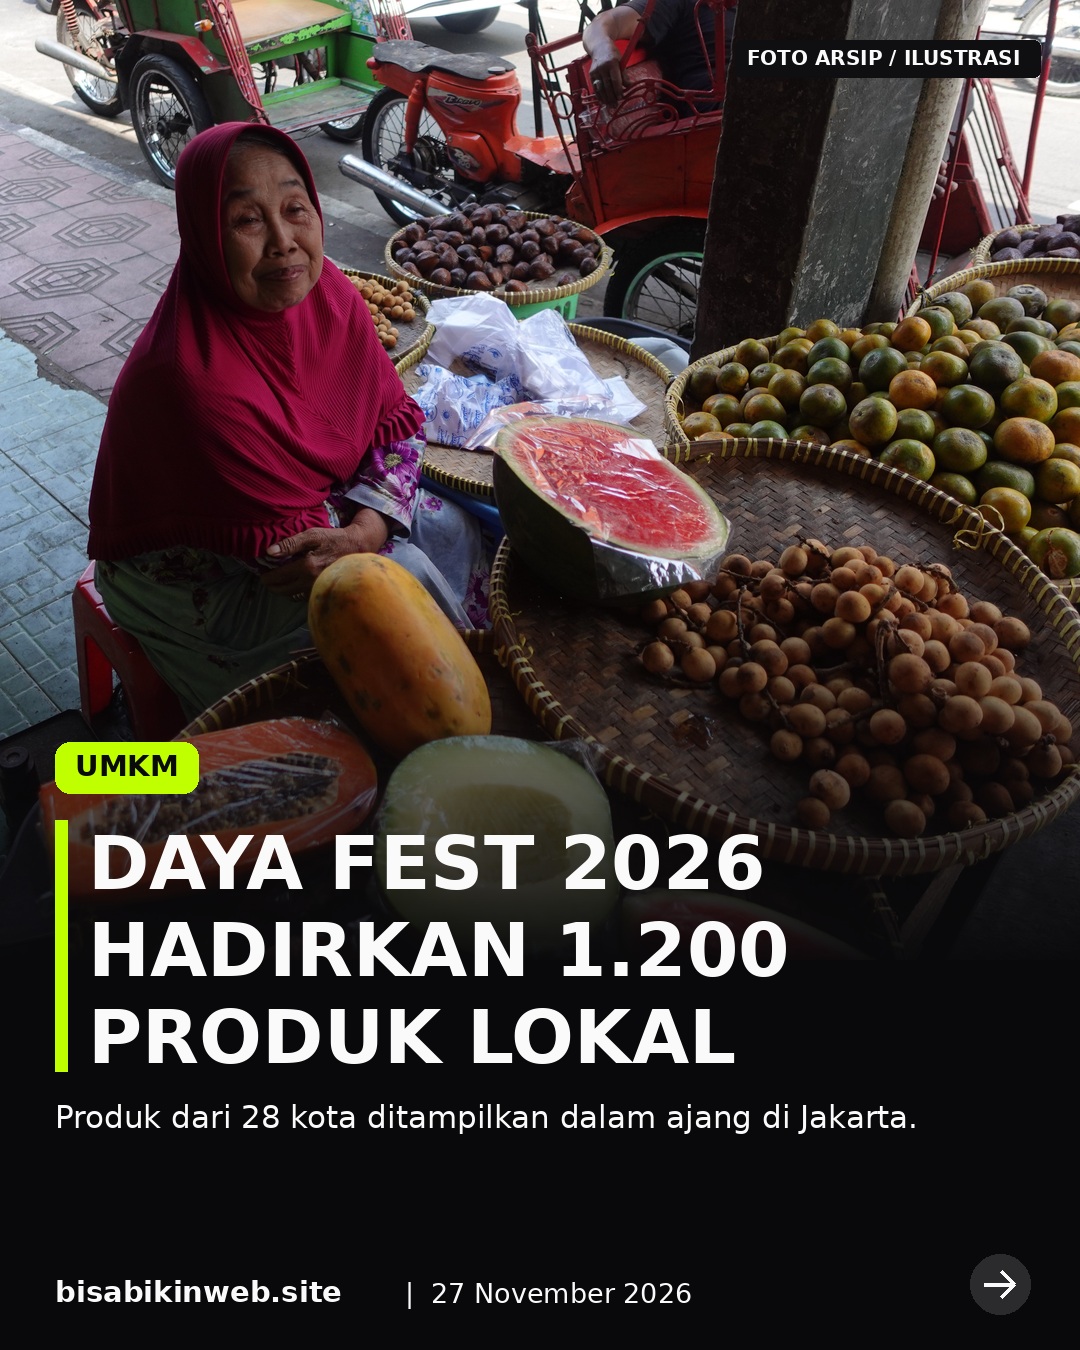 FOTO ARSIP / ILUSTRASI
UMKM
DAYA FEST 2026
HADIRKAN 1.200
PRODUK LOKAL
Produk dari 28 kota ditampilkan dalam ajang di Jakarta.
bisabikinweb.site | 27 November 2026